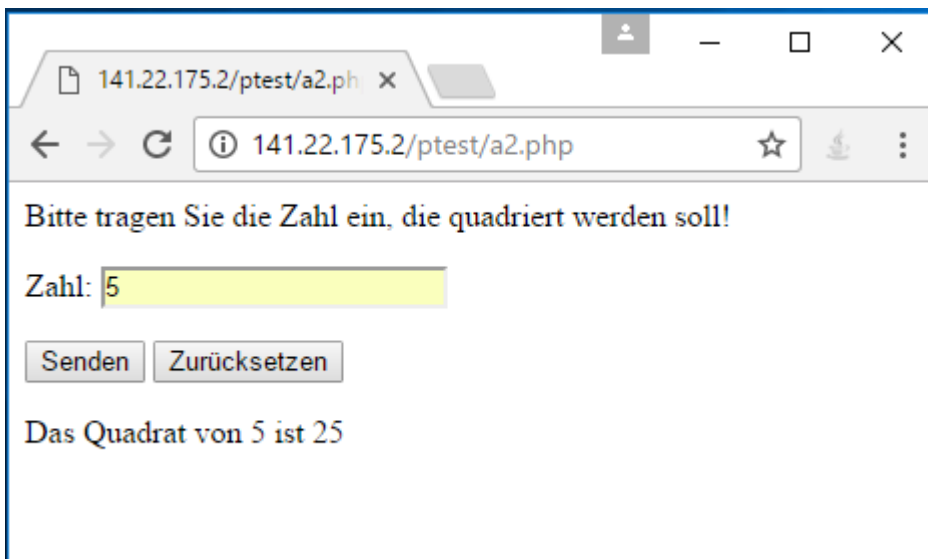 141.22.175.2/ptest/a2.ph
141.22.175.2/ptest/a2.php
Bitte tragen Sie die Zahl ein, die quadriert werden soll!
Zahl: 5
Senden Zurücksetzen
Das Quadrat von 5 ist 25